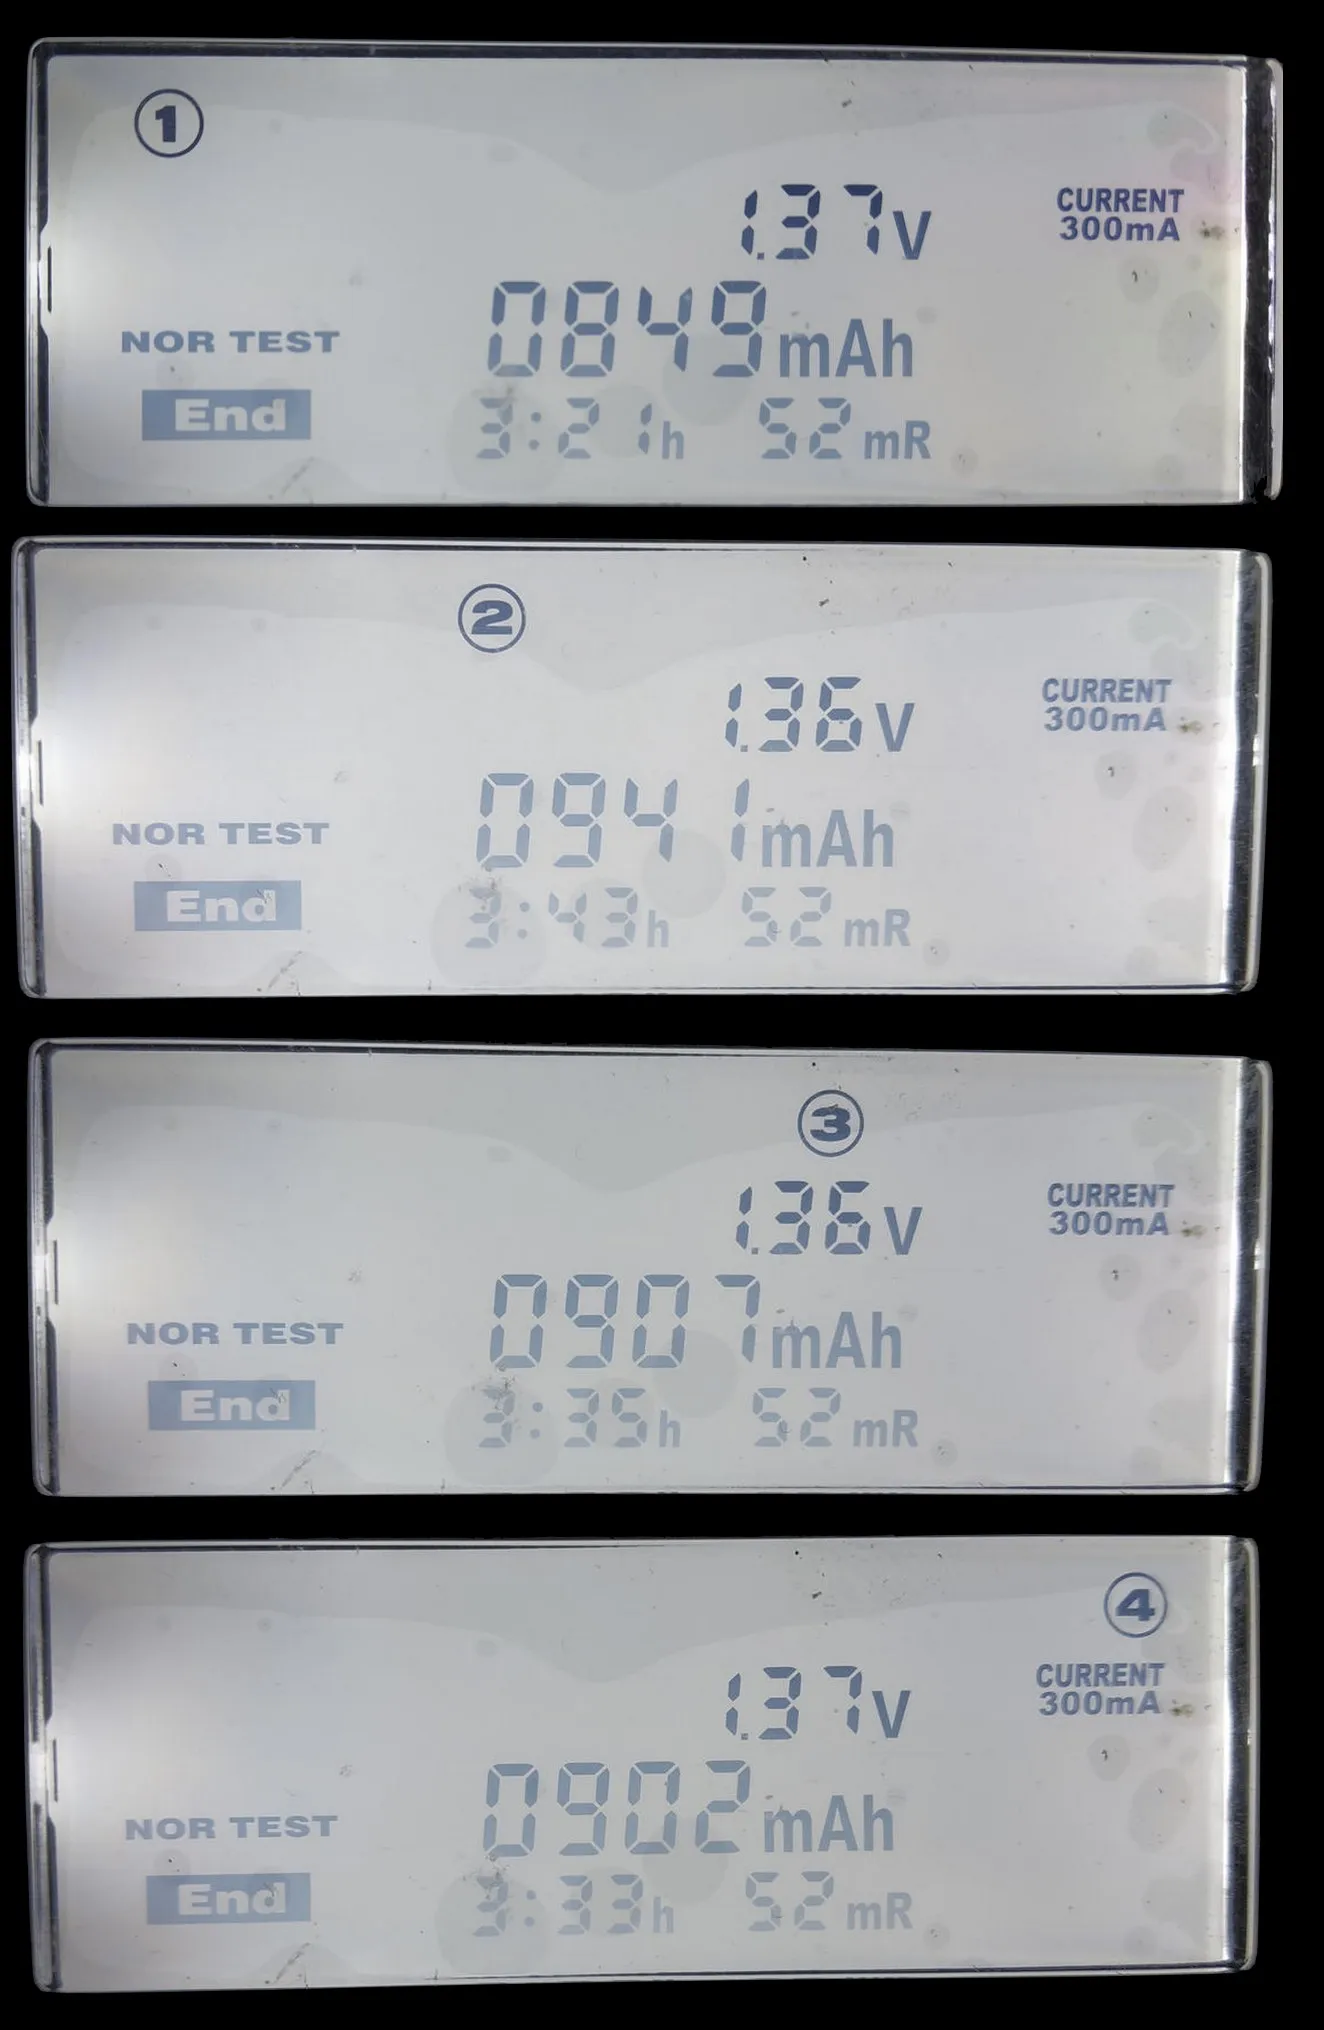 1
1.37V
CURRENT
300mA
0849mAh
NOR TEST
End
3:21h 52mR
2
1.36V
CURRENT
300mA
0941mAh
NOR TEST
End
3:43h 52mR
3
1.36V
CURRENT
300mA
0907mAh
NOR TEST
End
3:35h 52mR
4
1.37V
CURRENT
300mA
0902mAh
NOR TEST
End
3:33h 52mR